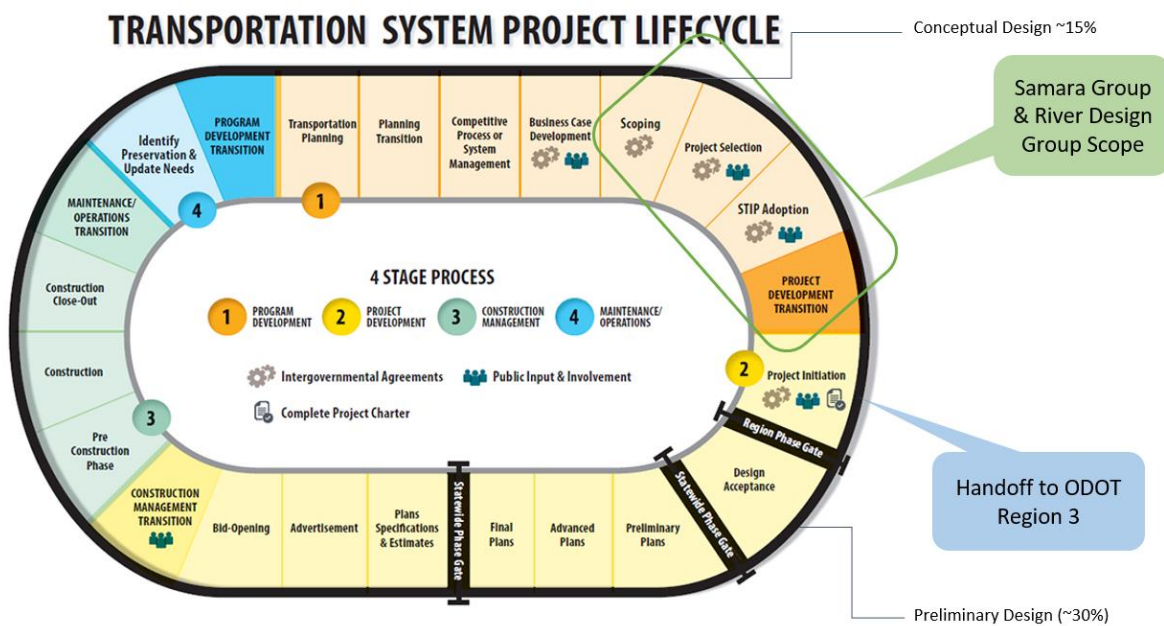 TRANSPORTATION SYSTEM PROJECT LIFECYCLE
Conceptual Design ~15%
Samara Group
& River Design
Group Scope
Identify
Preservation &
Update Needs
PROGRAM
DEVELOPMENT
TRANSITION
Transportation
Planning
Planning
Transition
Competitive
Process or
System
Management
Business Case
Development
Scoping
Project Selection
STIP Adoption
PROJECT
DEVELOPMENT
TRANSITION
MAINTENANCE/
OPERATIONS
TRANSITION
4
1
Construction
Close-Out
Construction
Pre
Construction
Phase
3
4 STAGE PROCESS
1 PROGRAM
DEVELOPMENT
2 PROJECT
DEVELOPMENT
3 CONSTRUCTION
MANAGEMENT
4 MAINTENANCE/
OPERATIONS
Intergovernmental Agreements
Public Input & Involvement
Complete Project Charter
2
Project Initiation
Region Phase Gate
Design
Acceptance
Statewide Phase Gate
Handoff to ODOT
Region 3
CONSTRUCTION
MANAGEMENT
TRANSITION
Bid-Opening
Advertisement
Plans
Specifications
& Estimates
Statewide Phase Gate
Final
Plans
Advanced
Plans
Preliminary
Plans
Preliminary Design (~30%)